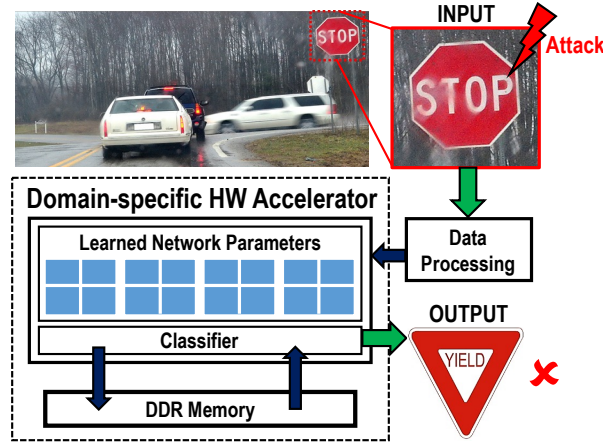 INPUT
STOP
STOP
Attack
Domain-specific HW Accelerator
Learned Network Parameters
Data
Processing
Classifier
OUTPUT
YIELD
DDR Memory